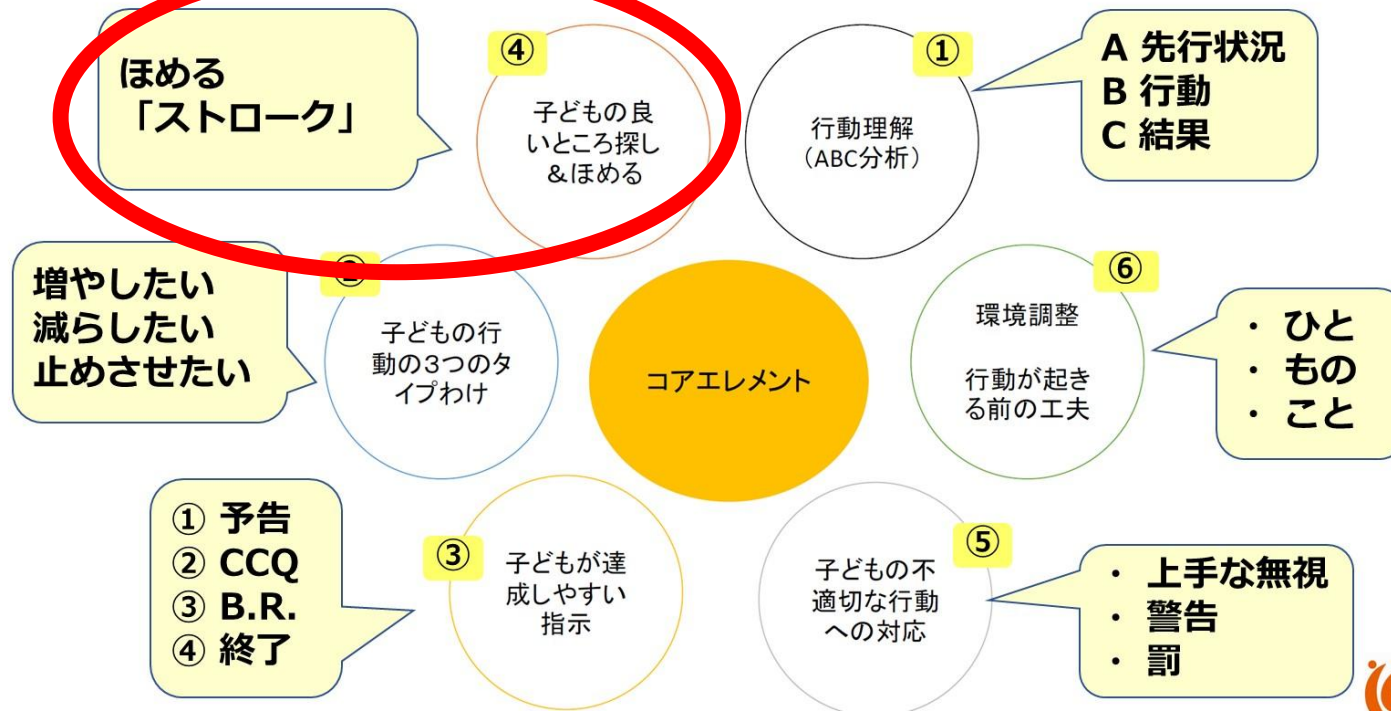 ほめる
「ストローク」
④
子どもの良
いところ探し
&ほめる
①
行動理解
（ABC分析）
A 先行状況
B 行動
C 結果
増やしたい
減らしたい
止めさせたい
②
子どもの行
動の3つのタ
イプわけ
コアエレメント
⑥
環境調整
行動が起き
る前の工夫
・ ひと
・ もの
・ こと
① 予告
② CCQ
③ B.R.
④ 終了
③
子どもが達
成しやすい
指示
⑤
子どもの不
適切な行動
への対応
・ 上手な無視
・ 警告
・ 罰